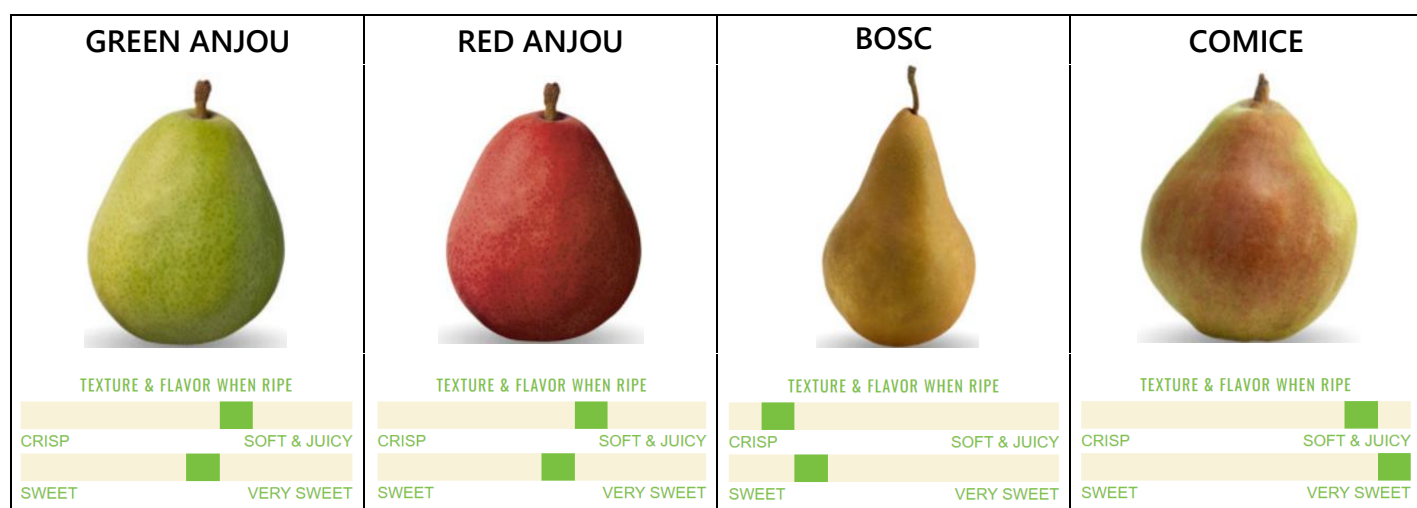 GREEN ANJOU
TEXTURE & FLAVOR WHEN RIPE
CRISP SOFT & JUICY
SWEET VERY SWEET
RED ANJOU
TEXTURE & FLAVOR WHEN RIPE
CRISP SOFT & JUICY
SWEET VERY SWEET
BOSC
TEXTURE & FLAVOR WHEN RIPE
CRISP SOFT & JUICY
SWEET VERY SWEET
COMICE
TEXTURE & FLAVOR WHEN RIPE
CRISP SOFT & JUICY
SWEET VERY SWEET